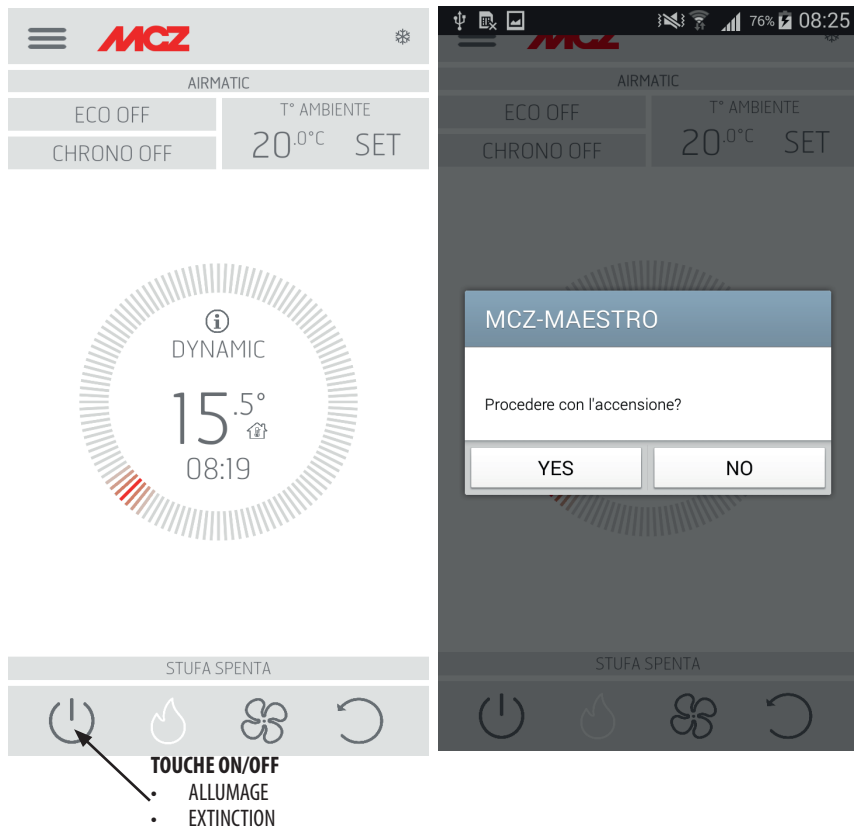 MCZ
AIRMATIC
ECO OFF
CHRONO OFF
T° AMBIENTE
20.0°C SET
DYNAMIC
15.5°
08:19
STUFA SPENTA
TOUCHE ON/OFF
• ALLUMAGE
• EXTINCTION
76% 08:25
MCZ
AIRMATIC
ECO OFF
CHRONO OFF
T° AMBIENTE
20.0°C SET
MCZ-MAESTRO
Procedere con l'accensione?
YES NO
STUFA SPENTA